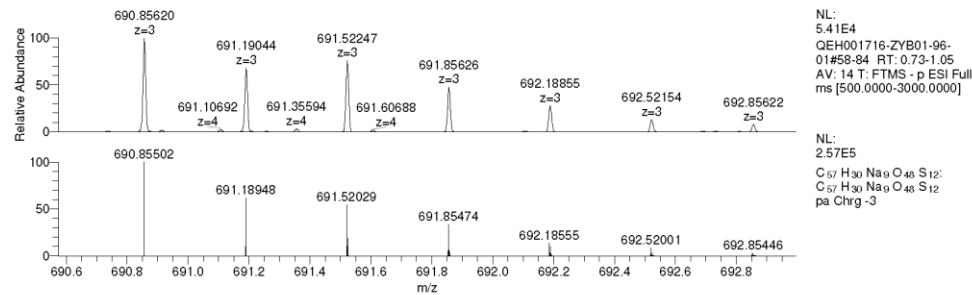 690.85620
z=3
691.19044
z=3
691.52247
z=3
691.85626
z=3
692.18855
z=3
692.52154
z=3
692.85622
z=3
691.10692
z=4
691.35594
z=4
691.60688
z=4
100
50
0
Relative Abundance
NL:
5.41E4
QEH001716-ZYB01-96-
01#58-84 RT: 0.73-1.05
AV: 14 T: FTMS - p ESI Full
ms [500.0000-3000.0000]
690.85502
691.18948
691.52029
691.85474
692.18555
692.52001
692.85446
100
50
0
690.6 690.8 691.0 691.2 691.4 691.6 691.8 692.0 692.2 692.4 692.6 692.8
m/z
NL:
2.57E5
C57 H30 Na9 O48 S12:
C57 H30 Na9 O48 S12
pa Chrg -3